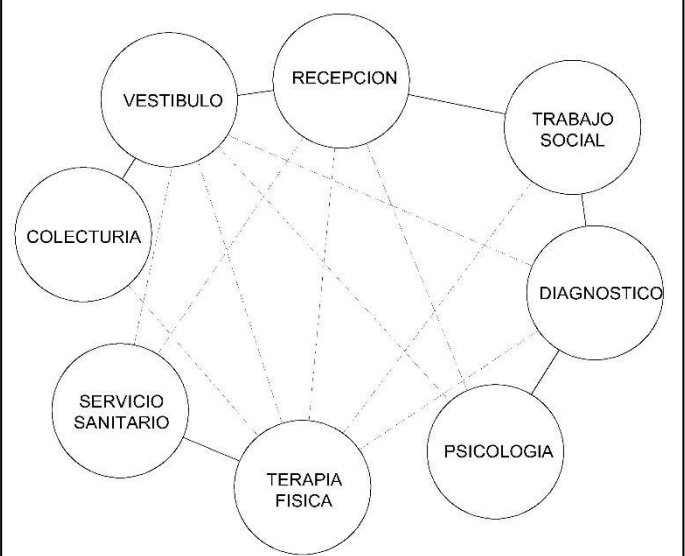 RECEPCION
VESTIBULO
TRABAJO
SOCIAL
COLECTURIA
DIAGNOSTICO
SERVICIO
SANITARIO
PSICOLOGIA
TERAPIA
FISICA